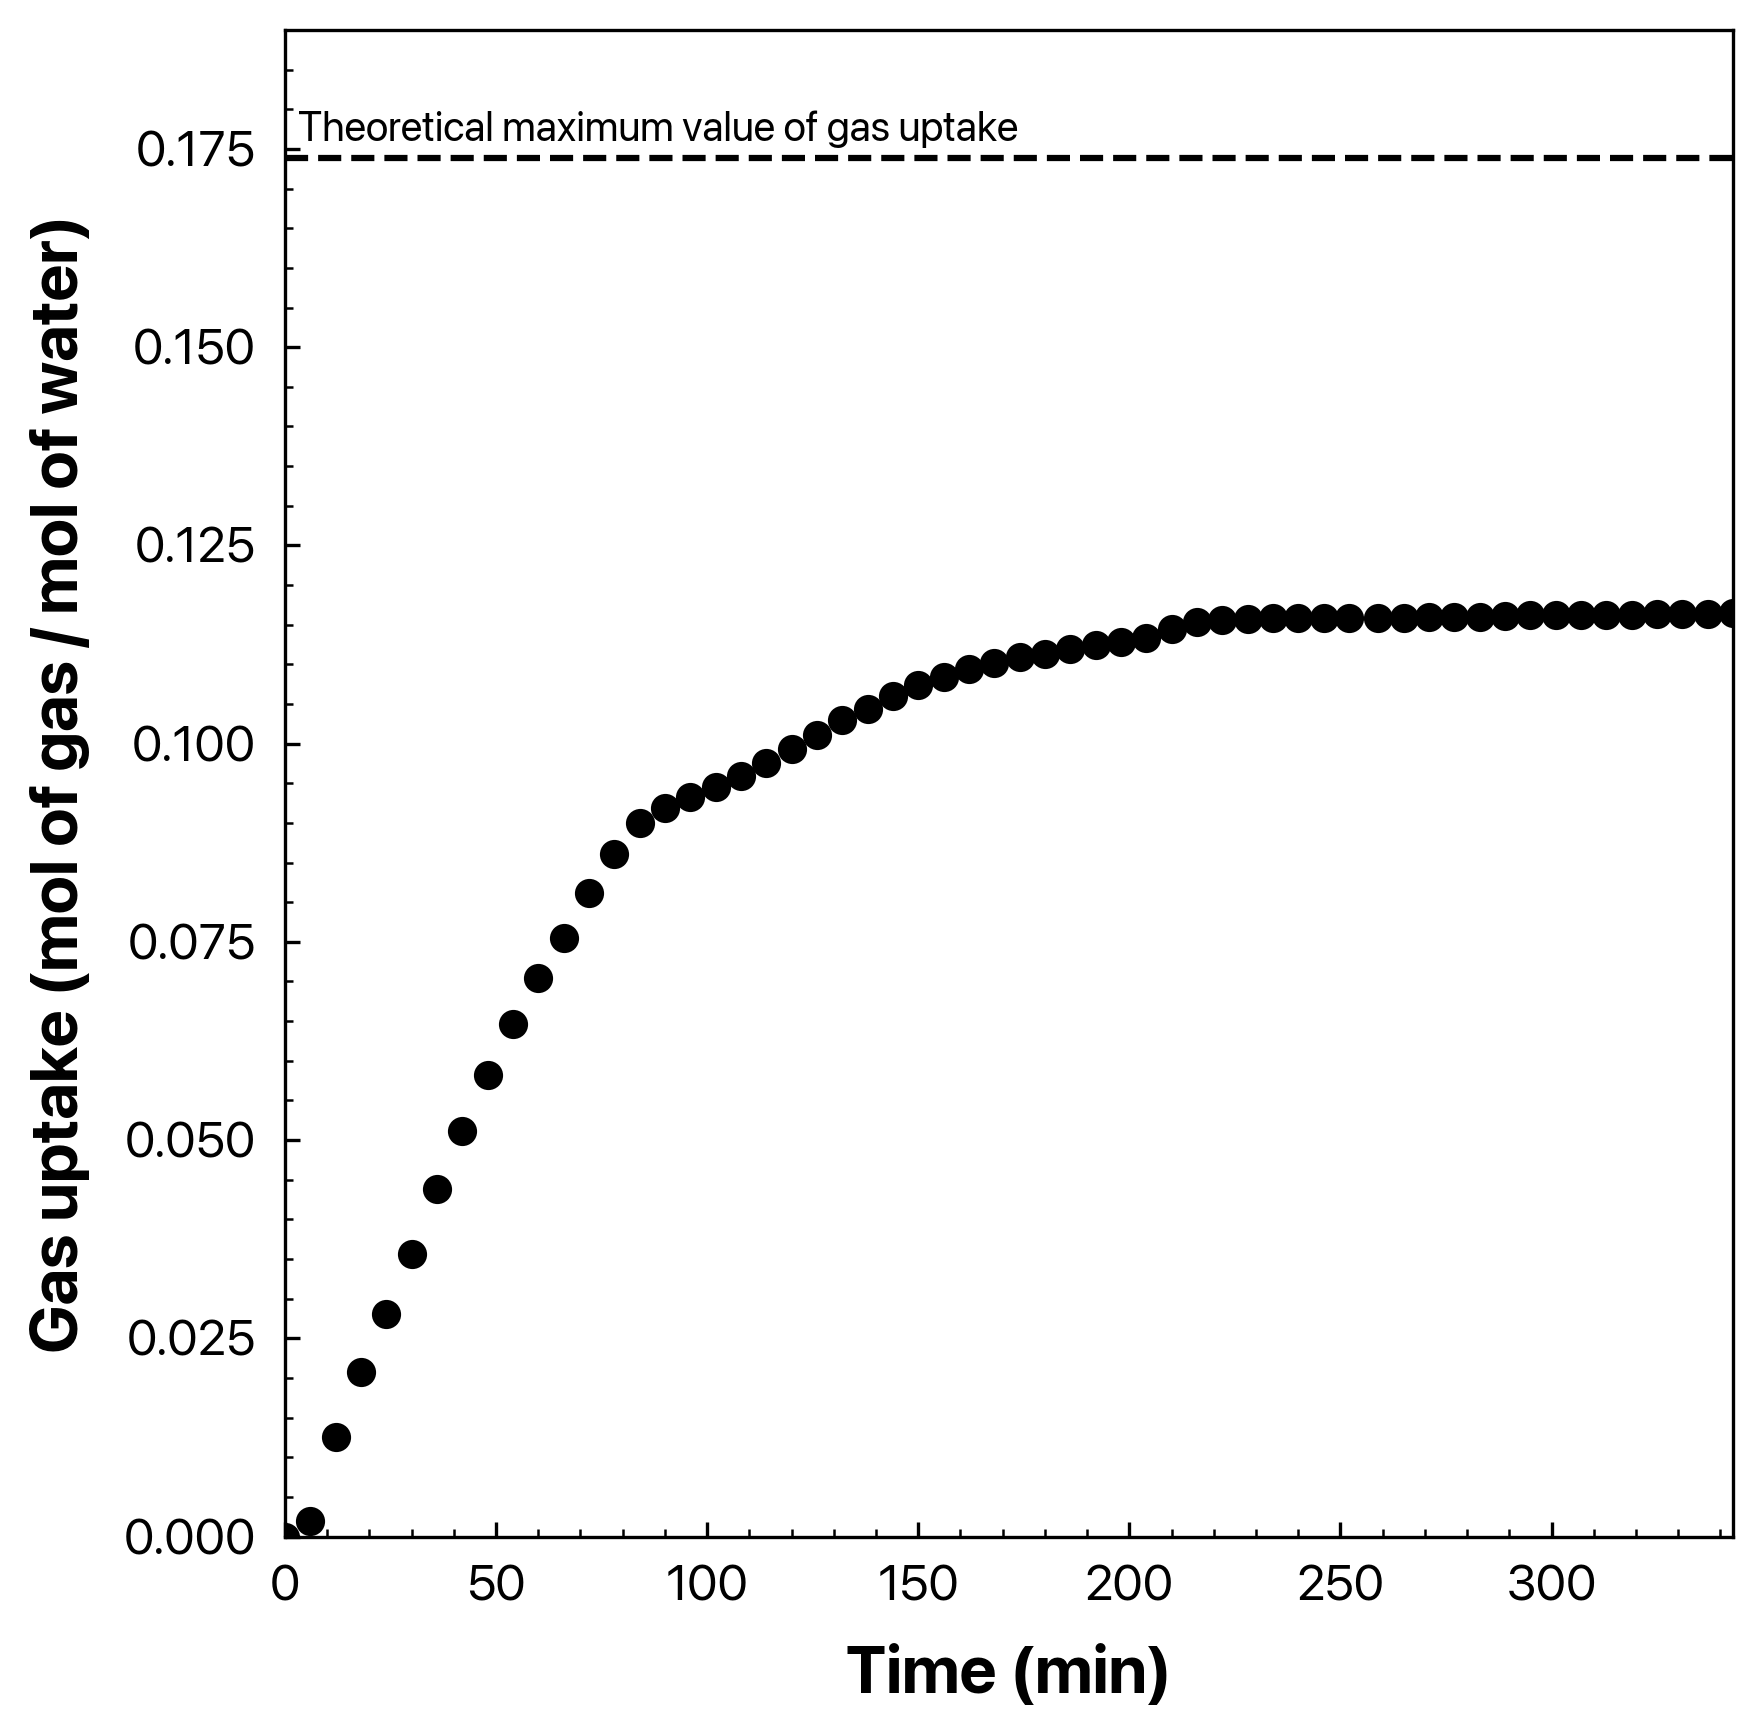 Theoretical maximum value of gas uptake
0.175
0.150
0.125
0.100
0.075
0.050
0.025
0.000
Gas uptake (mol of gas / mol of water)
0 50 100 150 200 250 300
Time (min)